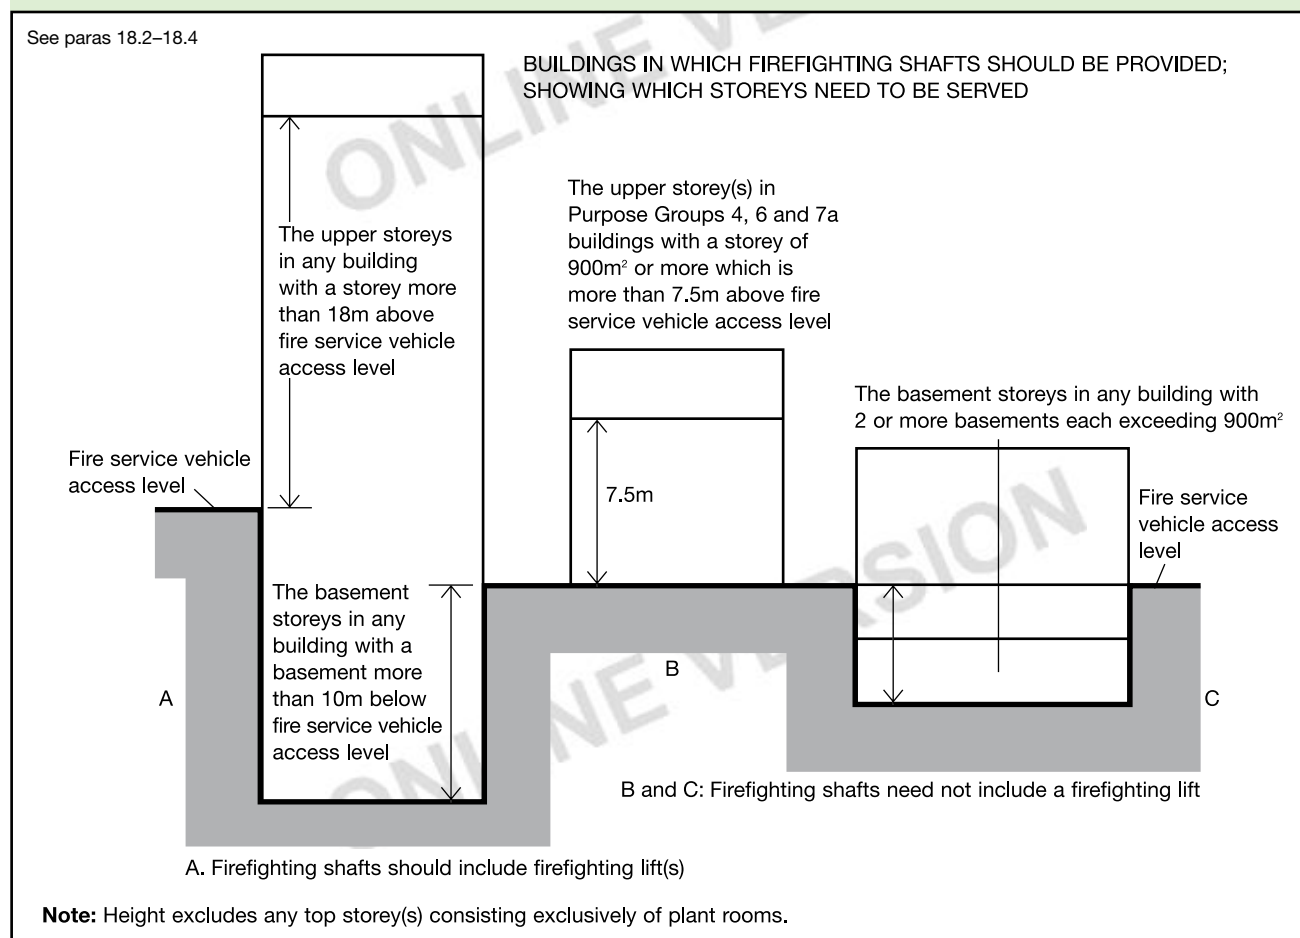 See paras 18.2–18.4
BUILDINGS IN WHICH FIREFIGHTING SHAFTS SHOULD BE PROVIDED;
SHOWING WHICH STOREYS NEED TO BE SERVED
ONLINE VERSION
The upper storeys
in any building
with a storey more
than 18m above
fire service vehicle
access level
The upper storey(s) in
Purpose Groups 4, 6 and 7a
buildings with a storey of
900m² or more which is
more than 7.5m above fire
service vehicle access level
The basement storeys in any building with
2 or more basements each exceeding 900m²
Fire service vehicle
access level
7.5m
Fire service
vehicle access
level
The basement
storeys in any
building with a
basement more
than 10m below
fire service vehicle
access level
A
B
C
ONLINE VERSION
B and C: Firefighting shafts need not include a firefighting lift
A. Firefighting shafts should include firefighting lift(s)
Note: Height excludes any top storey(s) consisting exclusively of plant rooms.